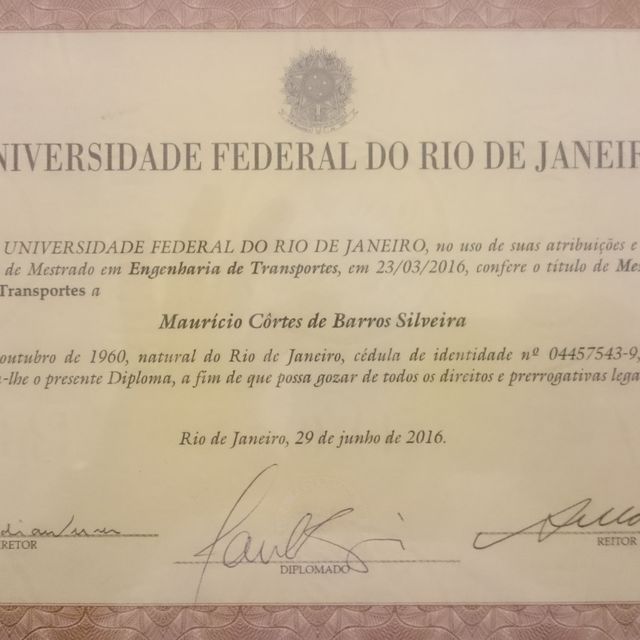 NIVERSIDADE FEDERAL DO RIO DE JANEIR
UNIVERSIDADE FEDERAL DO RIO DE JANEIRO, no uso de suas atribuições e
de Mestrado em Engenharia de Transportes, em 23/03/2016, confere o título de Mes
Transportes a
Maurício Côrtes de Barros Silveira
outubro de 1960, natural do Rio de Janeiro, cédula de identidade nº 04457543-9,
-lhe o presente Diploma, a fim de que possa gozar de todos os direitos e prerrogativas lega
Rio de Janeiro, 29 de junho de 2016.
RETOR
DIPLOMADO
REITOR